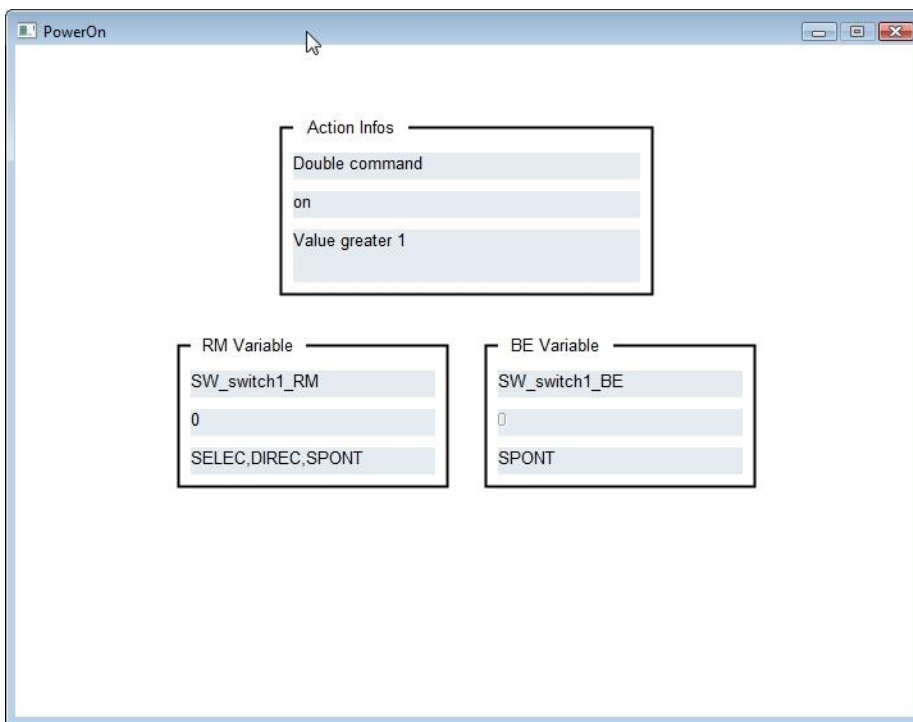 PowerOn
Action Infos
Double command
on
Value greater 1
RM Variable
SW_switch1_RM
0
SELEC,DIREC,SPONT
BE Variable
SW_switch1_BE
0
SPONT